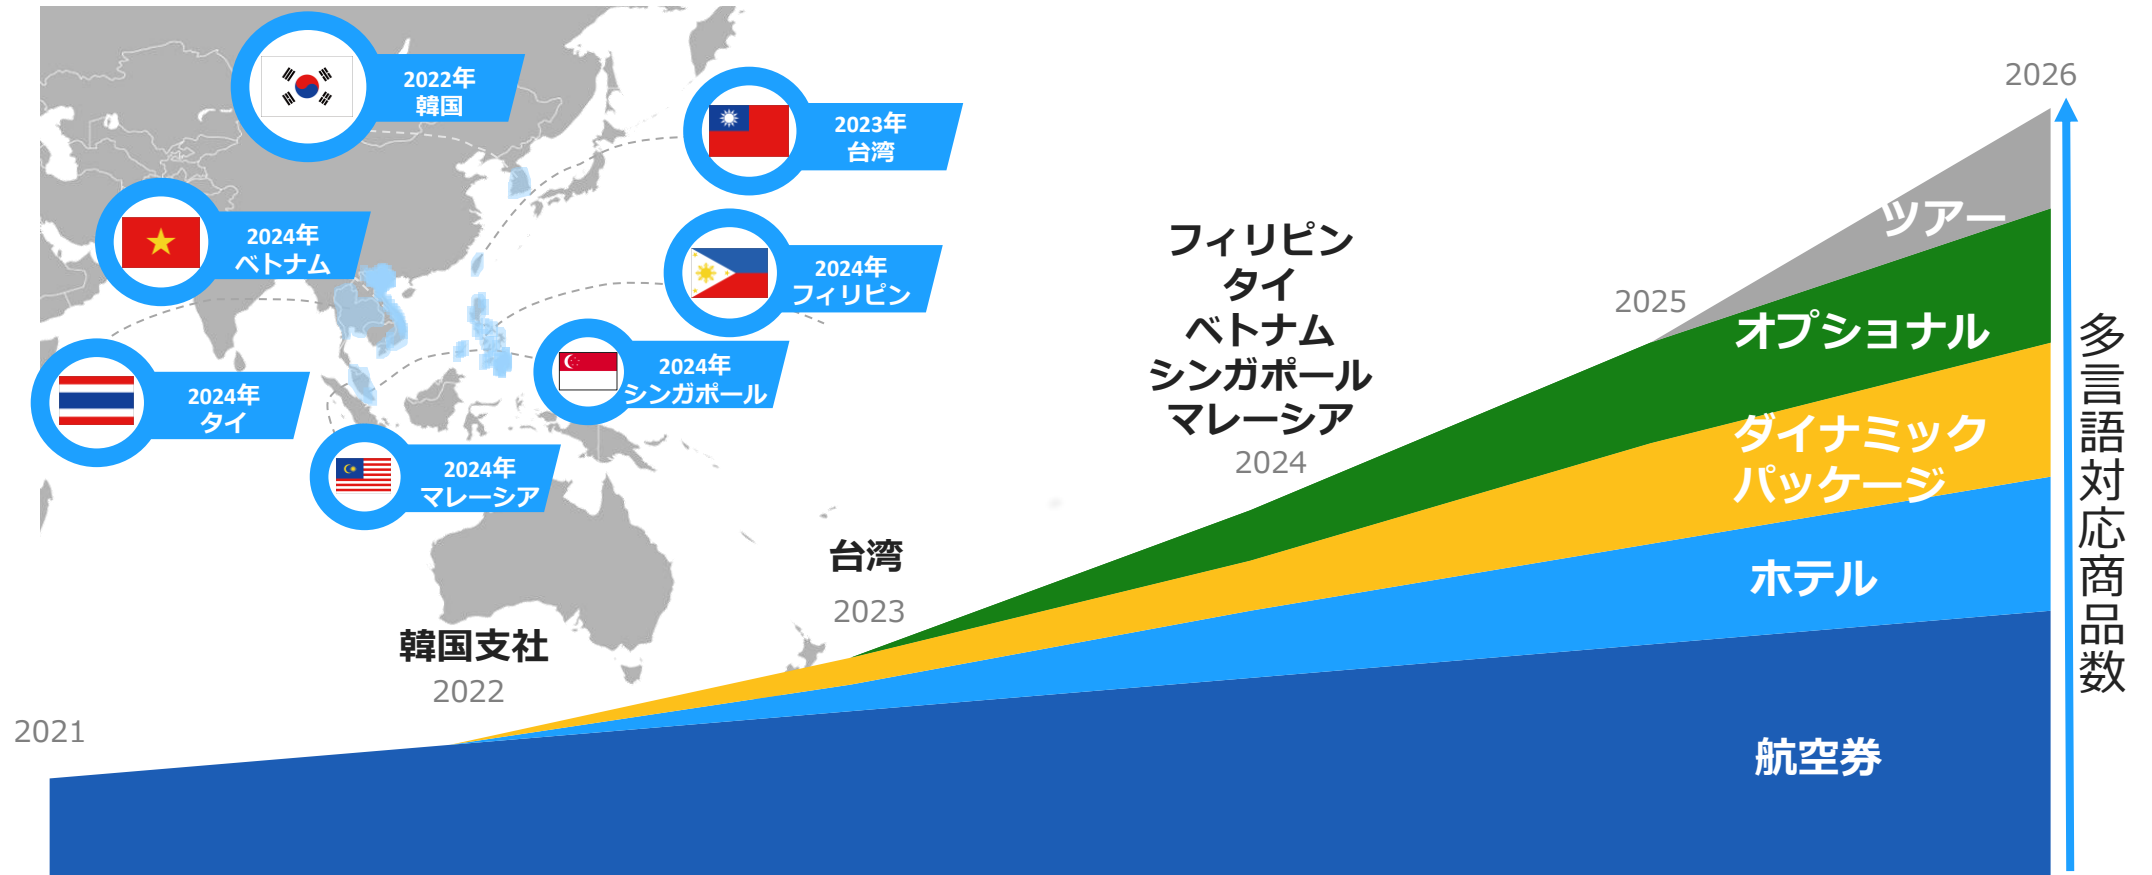 2022年
韓国
2023年
台湾
2024年
ベトナム
2024年
フィリピン
2024年
シンガポール
2024年
タイ
2024年
マレーシア
2021
韓国支社
2022
台湾
2023
フィリピン
タイ
ベトナム
シンガポール
マレーシア
2024
2025
2026
ツアー
オプショナル
ダイナミック
パッケージ
ホテル
航空券
多言語対応商品数